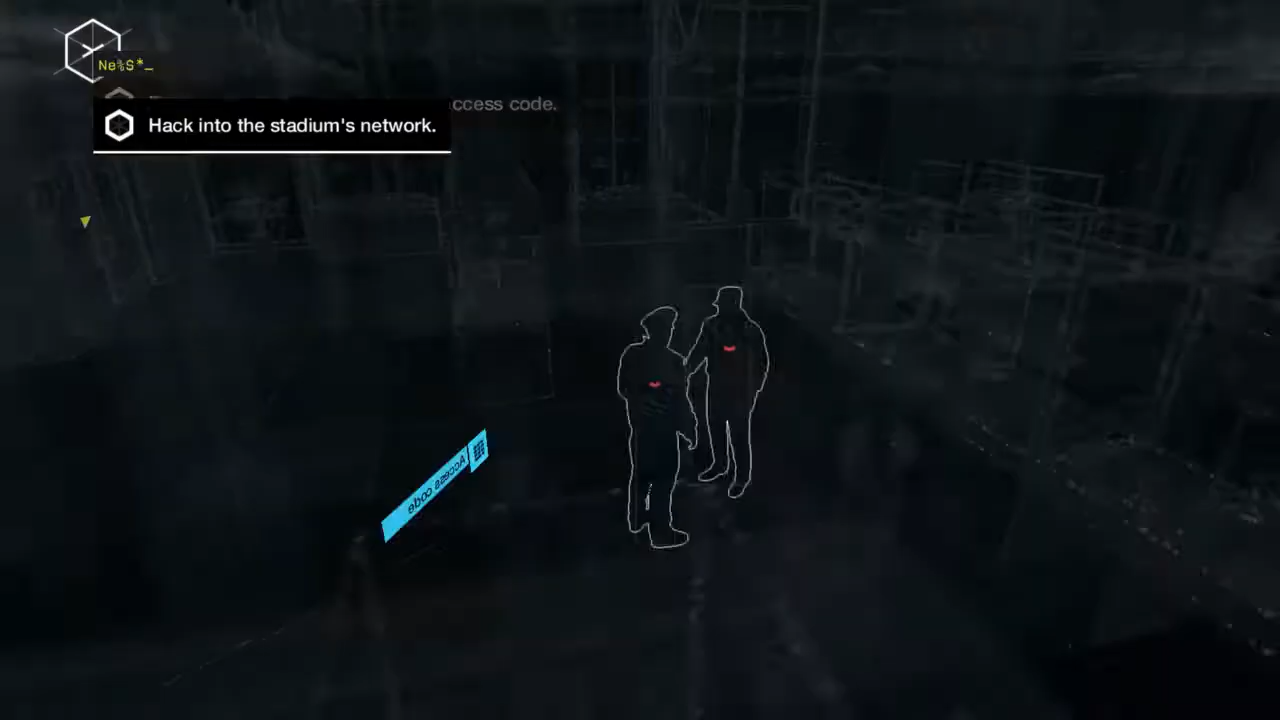 Ne%S*_
ccess code.
Hack into the stadium's network.
Access code